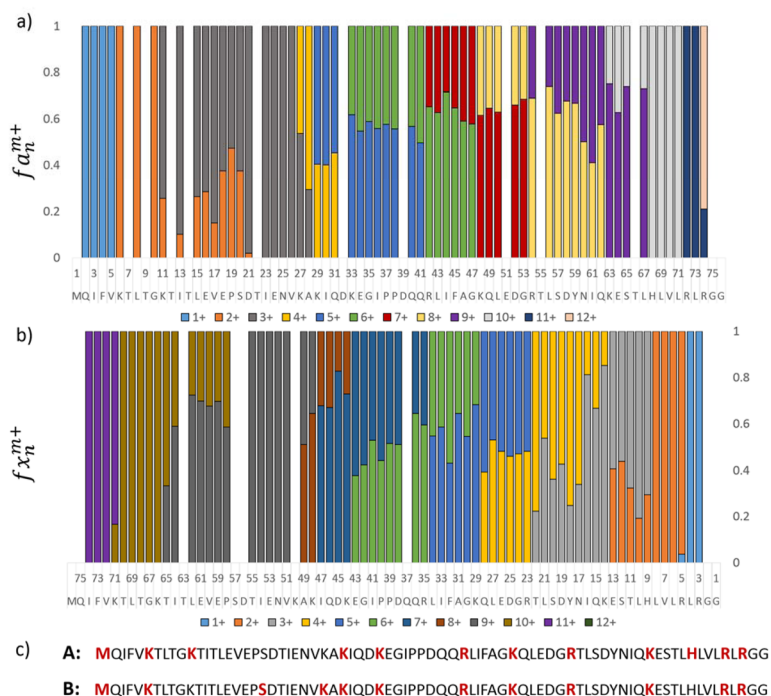 a)
fa_n^{m+}
1
0.8
0.6
0.4
0.2
0
1 3 5 7 9 11 13 15 17 19 21 23 25 27 29 31 33 35 37 39 41 43 45 47 49 51 53 55 57 59 61 63 65 67 69 71 73 75
MQIFVKTLTGKTITLEVEPSDTIENVKAKIQDKEGIPPDQQRLIFAGKQLEDGRTLSDYNIQKESTLHLVLRLRGG
1+ 2+ 3+ 4+ 5+ 6+ 7+ 8+ 9+ 10+ 11+ 12+
b)
fx_n^{m+}
1
0.8
0.6
0.4
0.2
0
75 73 71 69 67 65 63 61 59 57 55 53 51 49 47 45 43 41 39 37 35 33 31 29 27 25 23 21 19 17 15 13 11 9 7 5 3 1
MQIFVKTLTGKTITLEVEPSDTIENVKAKIQDKEGIPPDQQRLIFAGKQLEDGRTLSDYNIQKESTLHLVLRLRGG
1+ 2+ 3+ 4+ 5+ 6+ 7+ 8+ 9+ 10+ 11+ 12+
c) A: MQIFVKTLTGKTITLEVEPSDTIENVKAKIQDKEGIPPDQQRLIFAGKQLEDGRTLSDYNIQKESTLHLVLRLRGG
B: MQIFVKTLTGKTITLEVEPSDTIENVKAKIQDKEGIPPDQQRLIFAGKQLEDGRTLSDYNIQKESTLHLVLRLRGG